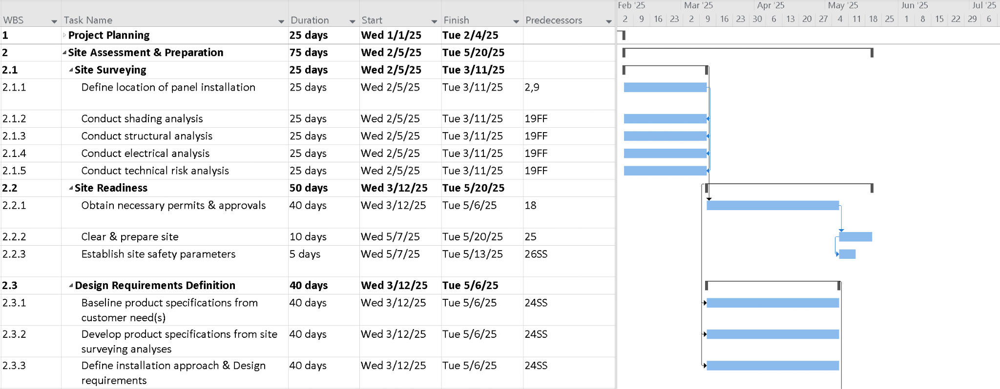 Feb '25 Mar '25 Apr '25 May '25 Jun '25 Jul '25
WBS Task Name Duration Start Finish Predecessors 2 9 16 23 2 9 16 23 30 6 13 20 27 4 11 18 25 1 8 15 22 29 6
1 Project Planning 25 days Wed 1/1/25 Tue 2/4/25
2 Site Assessment & Preparation 75 days Wed 2/5/25 Tue 5/20/25
2.1 Site Surveying 25 days Wed 2/5/25 Tue 3/11/25
2.1.1 Define location of panel installation 25 days Wed 2/5/25 Tue 3/11/25 2,9
2.1.2 Conduct shading analysis 25 days Wed 2/5/25 Tue 3/11/25 19FF
2.1.3 Conduct structural analysis 25 days Wed 2/5/25 Tue 3/11/25 19FF
2.1.4 Conduct electrical analysis 25 days Wed 2/5/25 Tue 3/11/25 19FF
2.1.5 Conduct technical risk analysis 25 days Wed 2/5/25 Tue 3/11/25 19FF
2.2 Site Readiness 50 days Wed 3/12/25 Tue 5/20/25
2.2.1 Obtain necessary permits & approvals 40 days Wed 3/12/25 Tue 5/6/25 18
2.2.2 Clear & prepare site 10 days Wed 5/7/25 Tue 5/20/25 25
2.2.3 Establish site safety parameters 5 days Wed 5/7/25 Tue 5/13/25 26SS
2.3 Design Requirements Definition 40 days Wed 3/12/25 Tue 5/6/25
2.3.1 Baseline product specifications from 40 days Wed 3/12/25 Tue 5/6/25 24SS
customer need(s)
2.3.2 Develop product specifications from site 40 days Wed 3/12/25 Tue 5/6/25 24SS
surveying analyses
2.3.3 Define installation approach & Design 40 days Wed 3/12/25 Tue 5/6/25 24SS
requirements